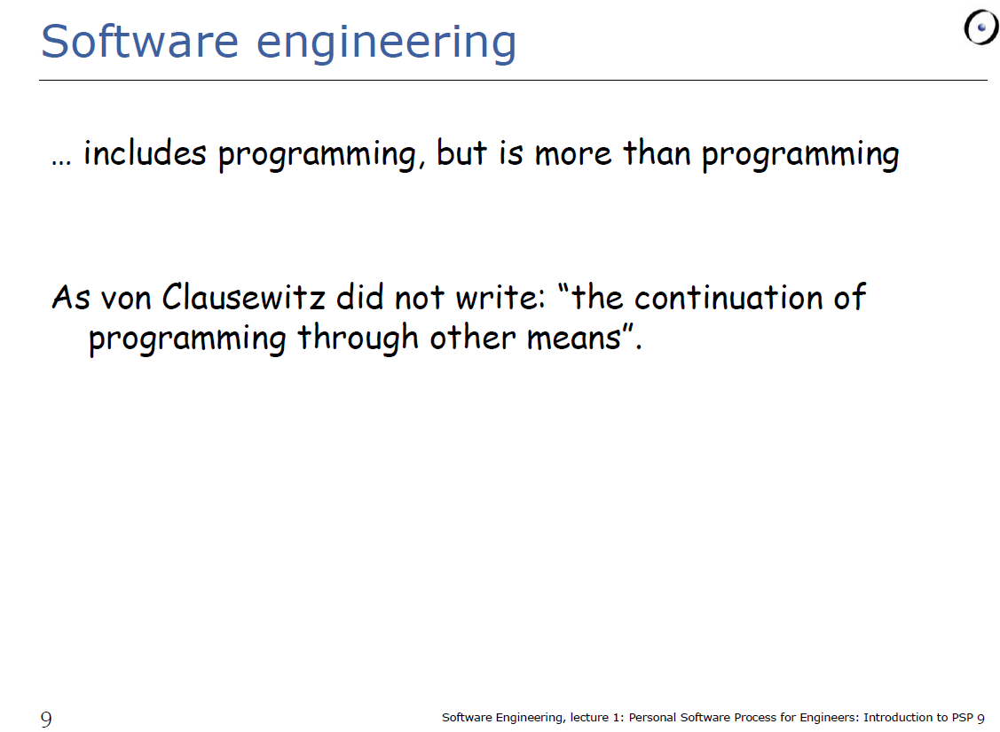 Software engineering
… includes programming, but is more than programming
As von Clausewitz did not write: “the continuation of
programming through other means”.
9
Software Engineering, lecture 1: Personal Software Process for Engineers: Introduction to PSP 9